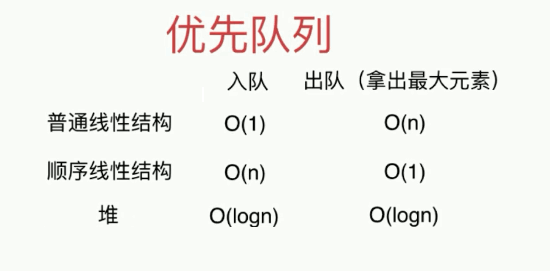 优先队列
入队 出队（拿出最大元素）
普通线性结构 O(1) O(n)
顺序线性结构 O(n) O(1)
堆 O(logn) O(logn)